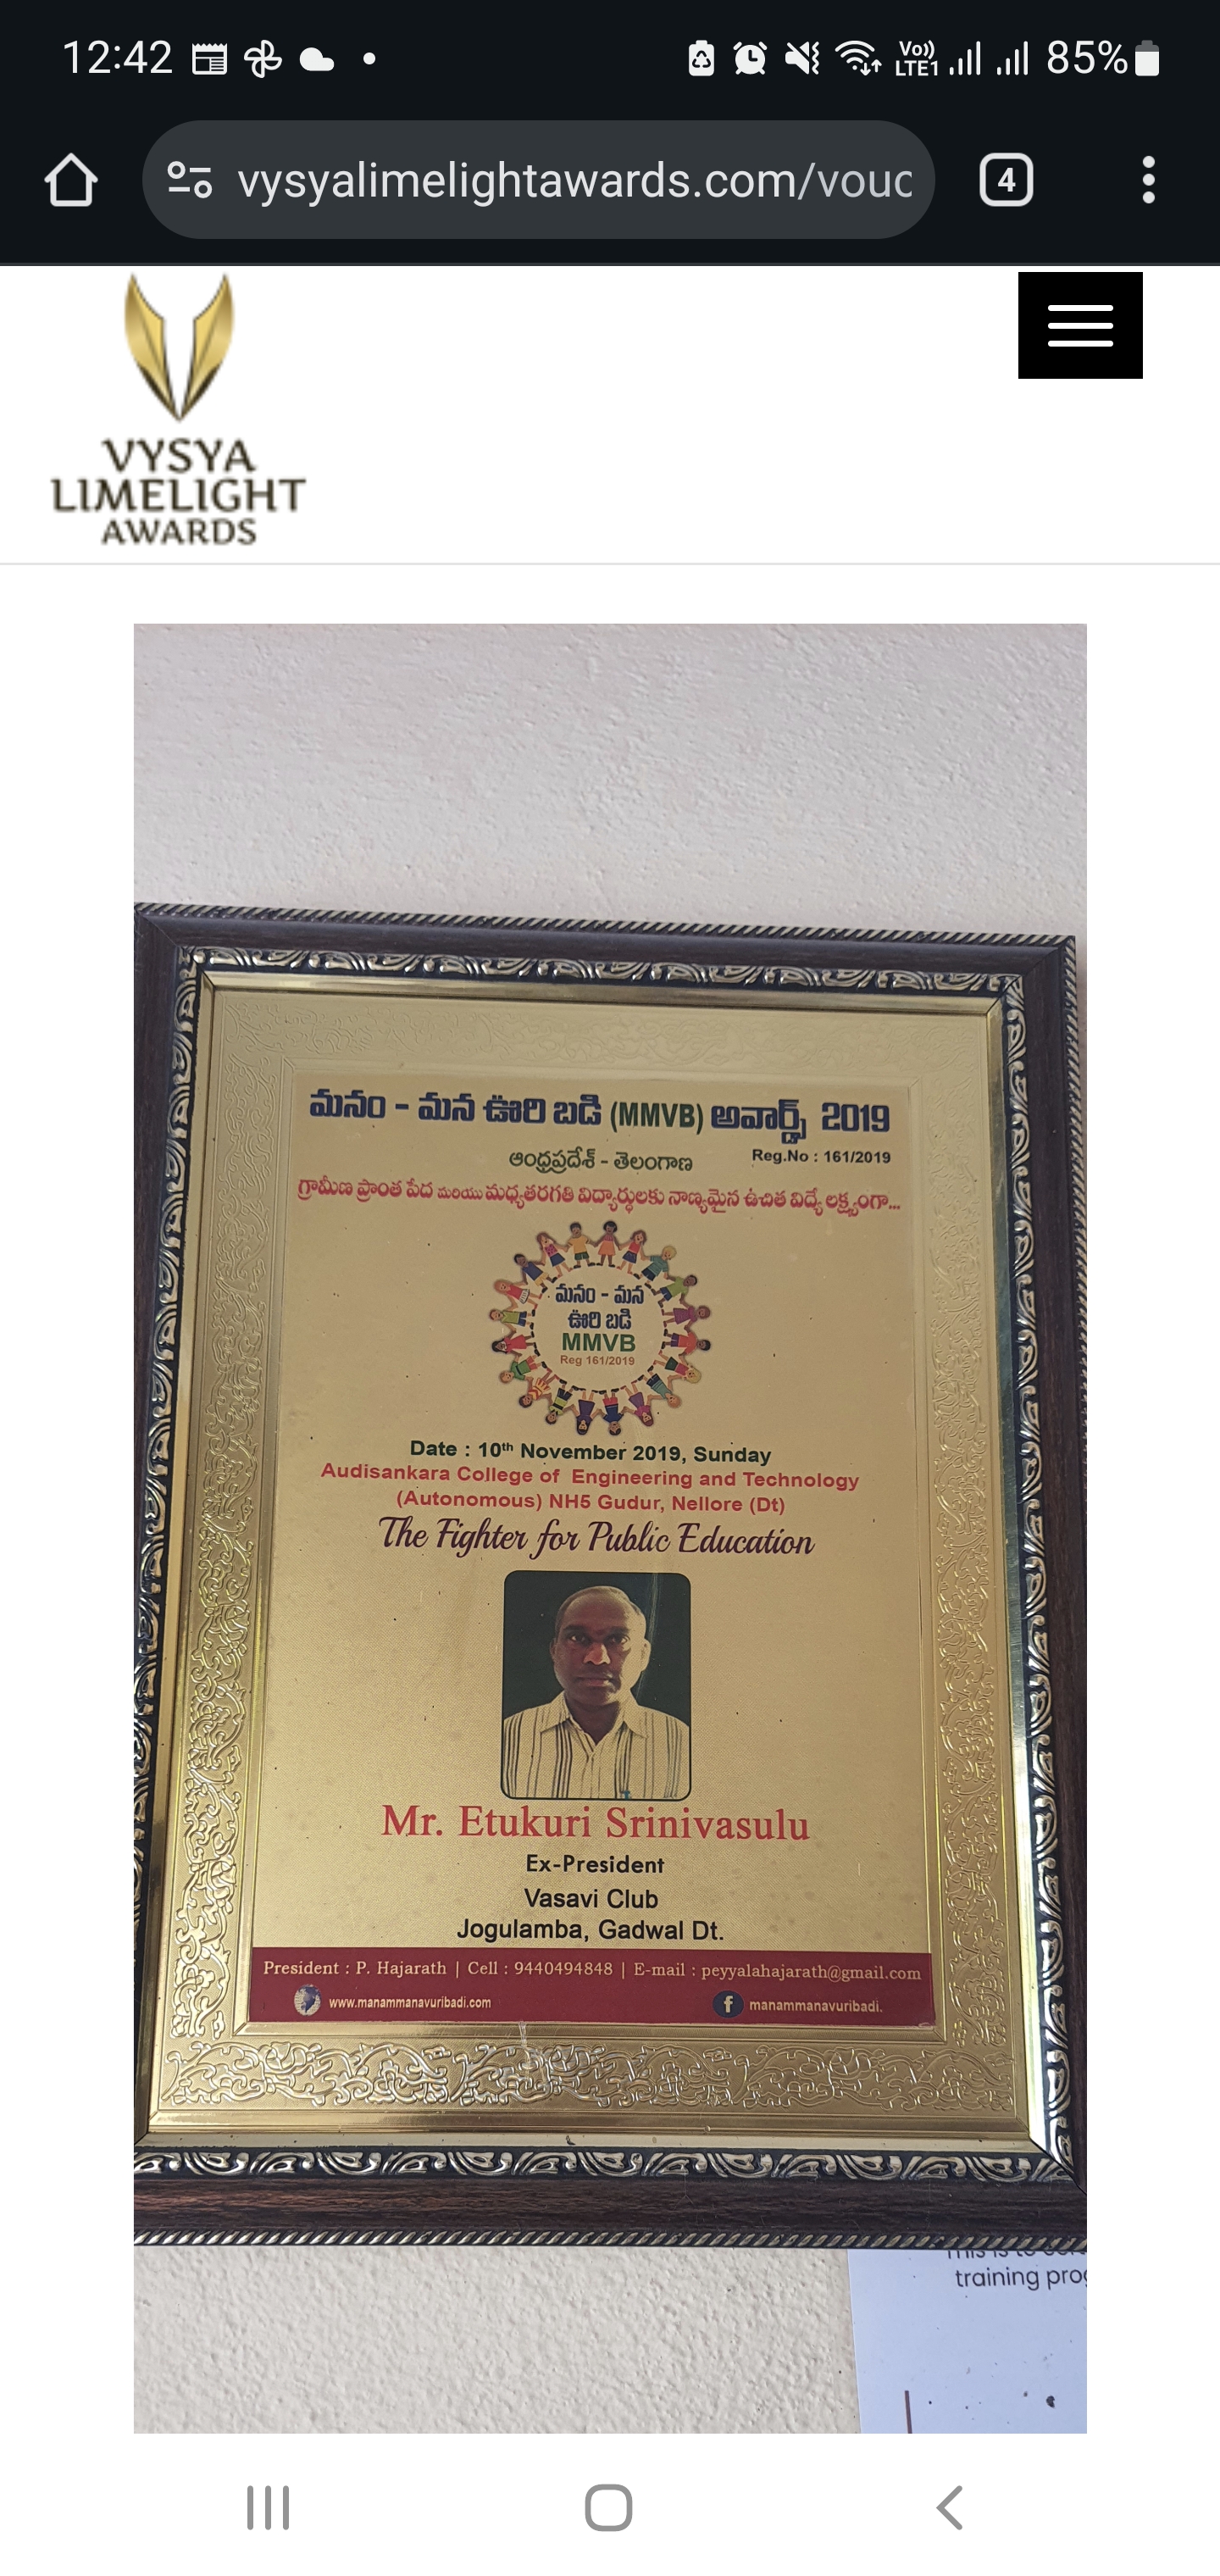 12:42
Vo)) LTE1 85%
vysyalimelightawards.com/vouc
4
VYSYA
LIMELIGHT
AWARDS
మనం - మన ఊరి బడి (MMVB) అవార్డ్స్ 2019
ఆంధ్రప్రదేశ్ - తెలంగాణ
Reg.No : 161/2019
గ్రామీణ ప్రాంత పేద మరియు మధ్యతరగతి విద్యార్థులకు నాణ్యమైన ఉచిత విద్యే లక్ష్యంగా...
మనం - మన
ఊరి బడి
MMVB
Reg 161/2019
Date : 10th November 2019, Sunday
Audisankara College of Engineering and Technology
(Autonomous) NH5 Gudur, Nellore (Dt)
The Fighter for Public Education
Mr. Etukuri Srinivasulu
Ex-President
Vasavi Club
Jogulamba, Gadwal Dt.
President : P. Hajarath | Cell : 9440494848 | E-mail : peyyalahajarath@gmail.com
www.manammanavuribadi.com
f manammanavuribadi.
training